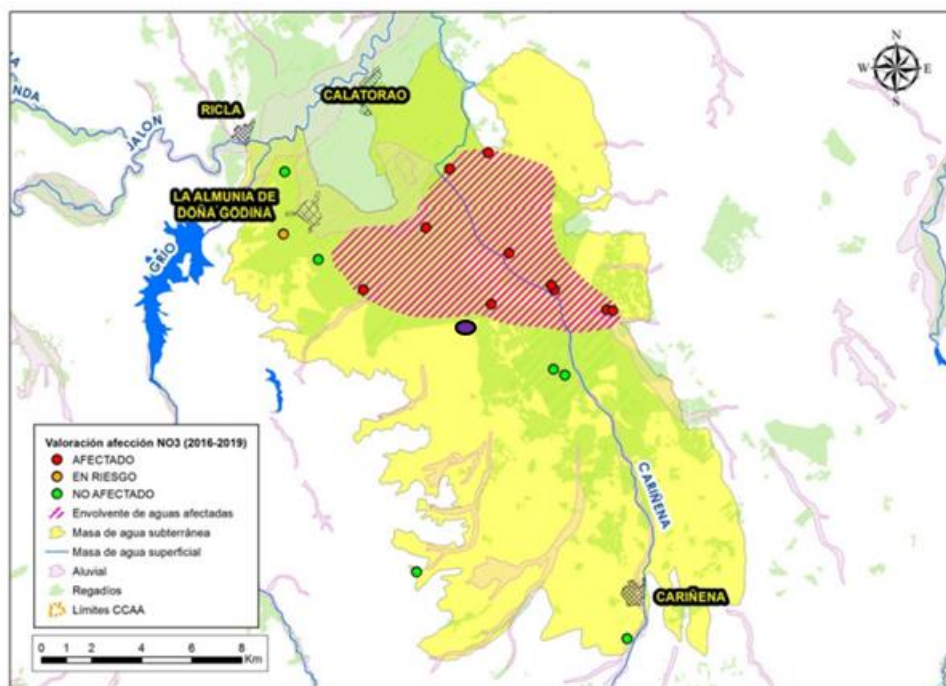 N
W E
S
NDA
JALON
RICLA
CALATORAO
LA ALMUNIA DE
DOÑA GODINA
GRIO
CARIÑENA
CARIÑENA
Valoración afección NO3 (2016-2019)
AFECTADO
EN RIESGO
NO AFECTADO
Envolvente de aguas afectadas
Masa de agua subterránea
Masa de agua superficial
Aluvial
Regadíos
Límites CCAA
0 1 2 4 6 8
Km